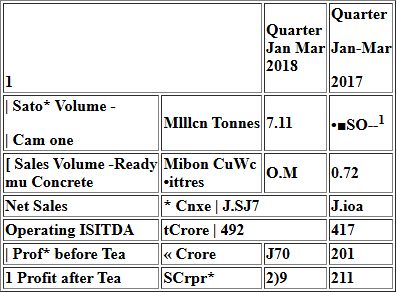 1
Quarter
Jan Mar
2018
Quarter
Jan-Mar
2017
| Sato* Volume -
| Cam one
Mlllcn Tonnes
7.11
•■SO--1
[ Sales Volume -Ready
mu Concrete
Mibon CuWc
•ittres
O.M
0.72
Net Sales
* Cnxe | J.SJ7
J.ioa
Operating ISITDA
tCrore | 492
417
| Prof* before Tea
« Crore
J70
201
1 Profit after Tea
SCrpr*
2)9
211